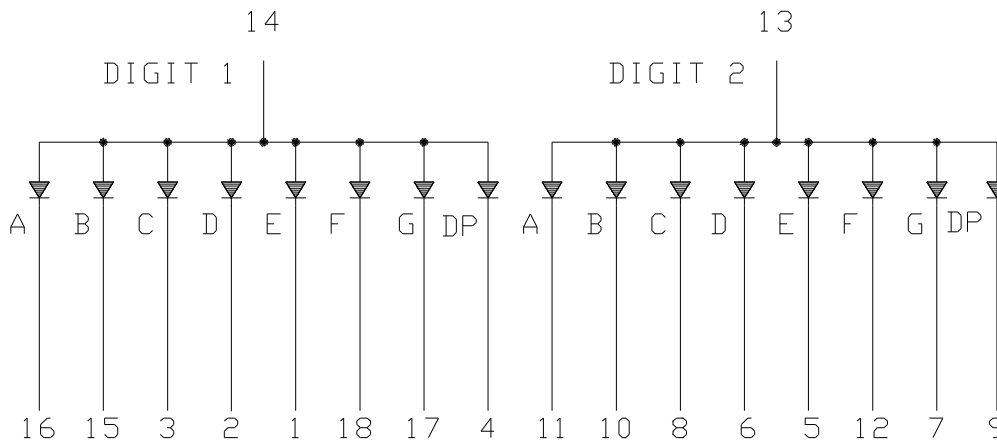 14 13
DIGIT 1 DIGIT 2
A B C D E F G DP A B C D E F G DP
16 15 3 2 1 18 17 4 11 10 8 6 5 12 7 9